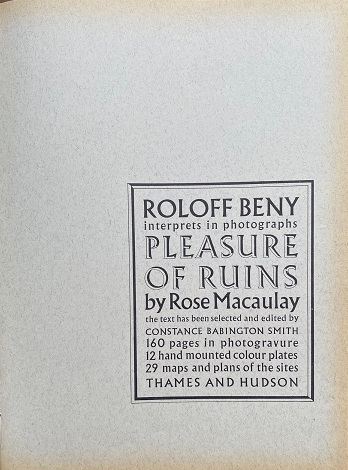 ROLOFF BENY
interprets in photographs
PLEASURE
OF RUINS
by Rose Macaulay
the text has been selected and edited by
CONSTANCE BABINGTON SMITH
160 pages in photogravure
12 hand mounted colour plates
29 maps and plans of the sites
THAMES AND HUDSON